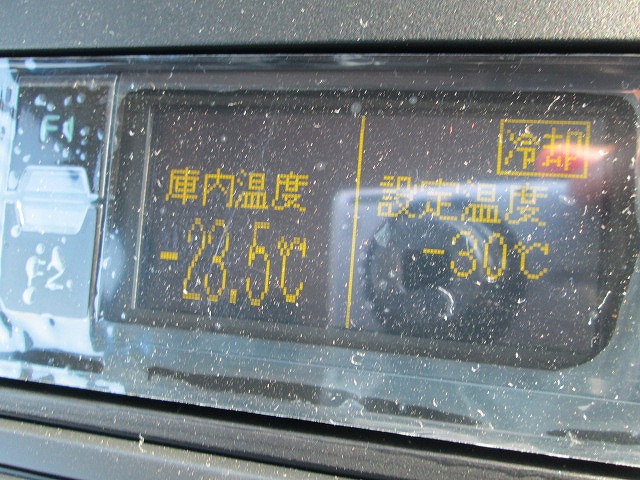 F1
F2
庫内温度
-23.5℃
冷却
設定温度
-30℃